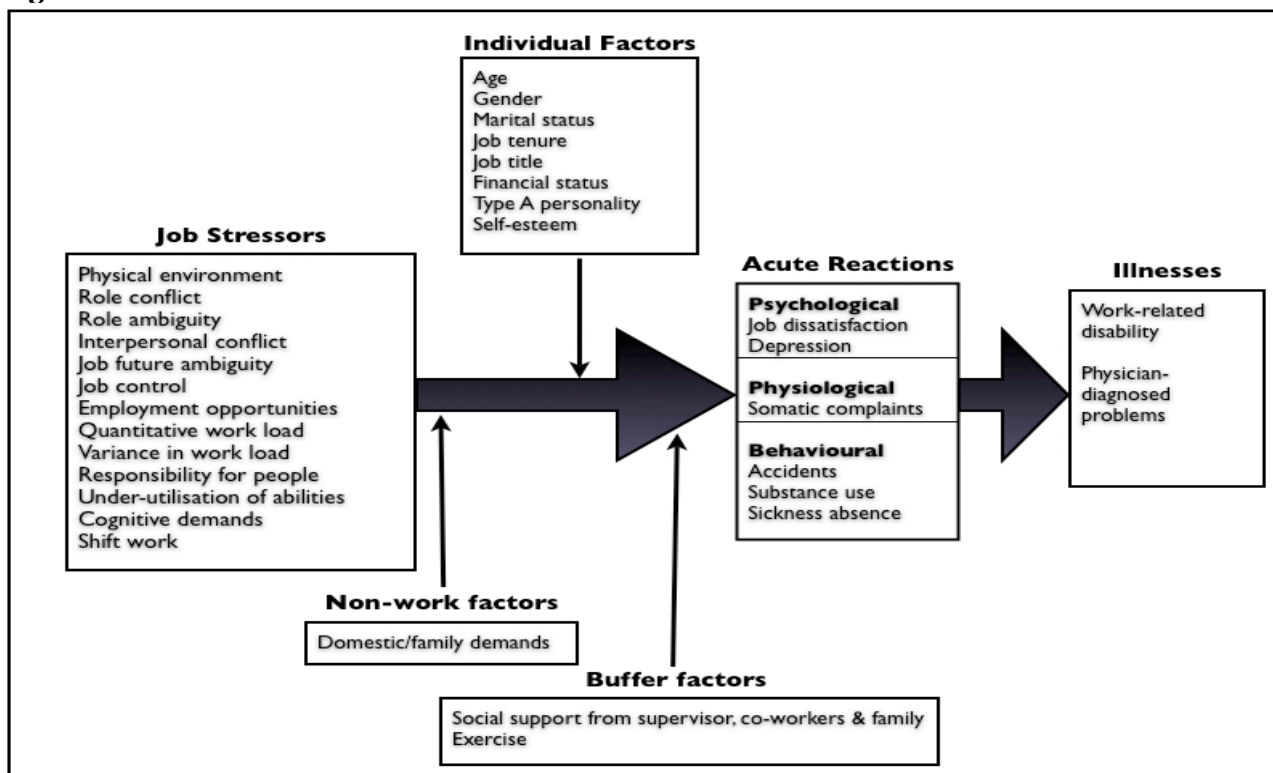 Individual Factors
Age
Gender
Marital status
Job tenure
Job title
Financial status
Type A personality
Self-esteem
Job Stressors
Physical environment
Role conflict
Role ambiguity
Interpersonal conflict
Job future ambiguity
Job control
Employment opportunities
Quantitative work load
Variance in work load
Responsibility for people
Under-utilisation of abilities
Cognitive demands
Shift work
Acute Reactions
Psychological
Job dissatisfaction
Depression
Physiological
Somatic complaints
Behavioural
Accidents
Substance use
Sickness absence
Illnesses
Work-related
disability
Physician-
diagnosed
problems
Non-work factors
Domestic/family demands
Buffer factors
Social support from supervisor, co-workers & family
Exercise